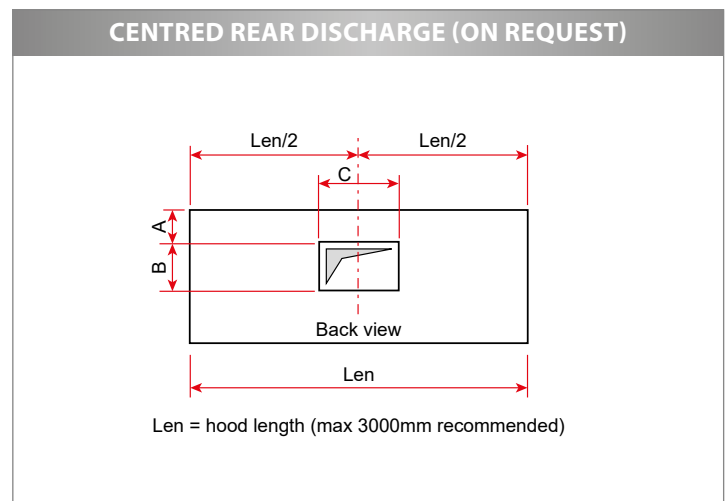 CENTRED REAR DISCHARGE (ON REQUEST)
Len/2
Len/2
C
A
B
Back view
Len
Len = hood length (max 3000mm recommended)